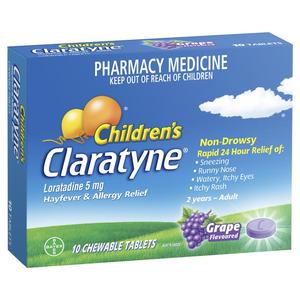 10 TABLETS
PHARMACY MEDICINE
KEEP OUT OF REACH OF CHILDREN
Children's
Claratyne®
Loratadine 5 mg
Hayfever & Allergy Relief
Non-Drowsy
Rapid 24 Hour Relief of:
- Sneezing
- Runny Nose
- Watery, Itchy Eyes
- Itchy Rash
2 years - Adult
Grape
Flavoured
BAYER
10 CHEWABLE TABLETS